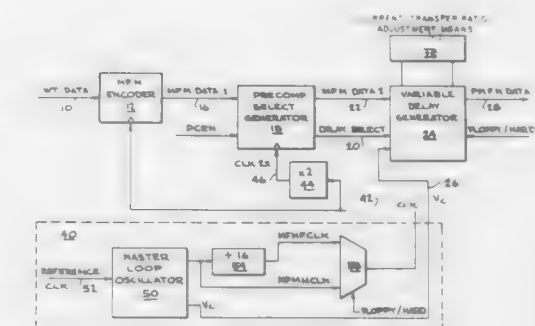 CURRENT TRANSFER RATIO
ADJUSTMENT MEANS
38
WT DATA
10
MFM
ENCODER
12
MFM DATA 1
16
PRECOMP
SELECT
GENERATOR
18
MFM DATA 2
22
VARIABLE
DELAY
GENERATOR
24
PMFM DATA
28
PCEN
DELAY SELECT
20
FLOPPY/HARD
CLK 2X
46
X2
44
42
CLK
26
VC
40
REFERENCE
CLK
52
MASTER
LOOP
OSCILLATOR
50
÷ 16
54
MFMFCLK
MFMHCLK
VC
FLOPPY/HARD